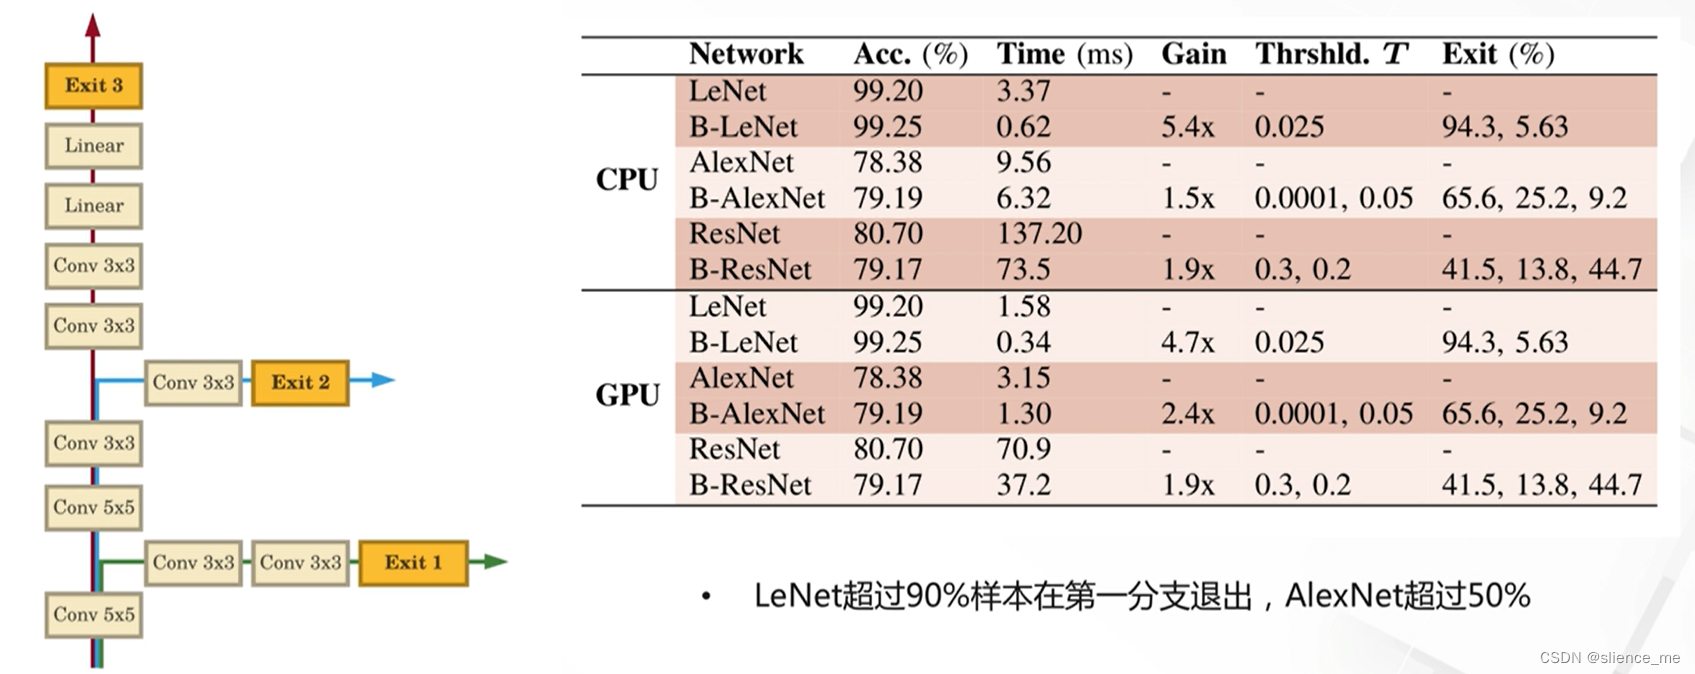 Exit 3
Linear
Linear
Conv 3x3
Conv 3x3
Conv 3x3 Exit 2
Conv 3x3
Conv 5x5
Conv 3x3 Conv 3x3 Exit 1
Conv 5x5
Network Acc. (%) Time (ms) Gain Thrshld. T Exit (%)
CPU
LeNet 99.20 3.37 - - -
B-LeNet 99.25 0.62 5.4x 0.025 94.3, 5.63
AlexNet 78.38 9.56 - - -
B-AlexNet 79.19 6.32 1.5x 0.0001, 0.05 65.6, 25.2, 9.2
ResNet 80.70 137.20 - - -
B-ResNet 79.17 73.5 1.9x 0.3, 0.2 41.5, 13.8, 44.7
GPU
LeNet 99.20 1.58 - - -
B-LeNet 99.25 0.34 4.7x 0.025 94.3, 5.63
AlexNet 78.38 3.15 - - -
B-AlexNet 79.19 1.30 2.4x 0.0001, 0.05 65.6, 25.2, 9.2
ResNet 80.70 70.9 - - -
B-ResNet 79.17 37.2 1.9x 0.3, 0.2 41.5, 13.8, 44.7
• LeNet超过90%样本在第一分支退出，AlexNet超过50%
CSDN @slience_me